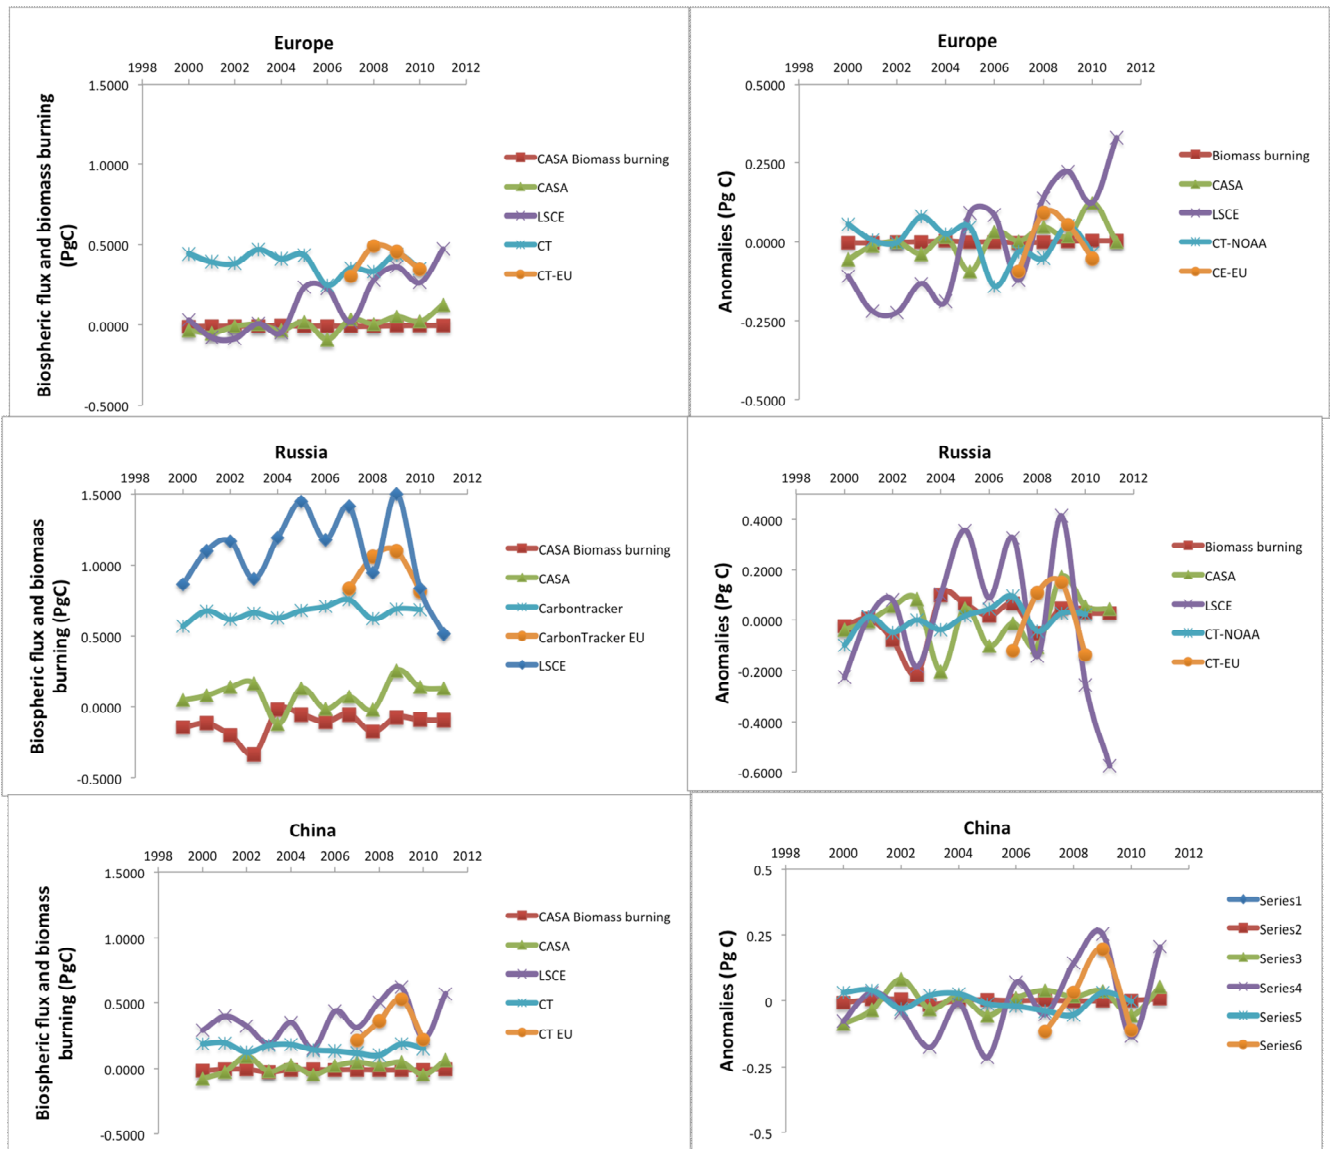 Europe
1998 2000 2002 2004 2006 2008 2010 2012
1.5000
1.0000
0.5000
0.0000
-0.5000
Biospheric flux and biomass burning
(PgC)
CASA Biomass burning
CASA
LSCE
CT
CT-EU
Europe
1998 2000 2002 2004 2006 2008 2010 2012
0.5000
0.2500
0.0000
-0.2500
-0.5000
Anomalies (Pg C)
Biomass burning
CASA
LSCE
CT-NOAA
CE-EU
Russia
1998 2000 2002 2004 2006 2008 2010 2012
1.5000
1.0000
0.5000
0.0000
-0.5000
Biospheric flux and biomaas
burning (PgC)
CASA Biomass burning
CASA
Carbontracker
CarbonTracker EU
LSCE
Russia
1998 2000 2002 2004 2006 2008 2010 2012
0.4000
0.2000
0.0000
-0.2000
-0.4000
-0.6000
Anomalies (Pg C)
Biomass burning
CASA
LSCE
CT-NOAA
CT-EU
China
1998 2000 2002 2004 2006 2008 2010 2012
1.5000
1.0000
0.5000
0.0000
-0.5000
Biospheric flux and biomass
burning (PgC)
CASA Biomass burning
CASA
LSCE
CT
CT EU
China
1998 2000 2002 2004 2006 2008 2010 2012
0.5
0.25
0
-0.25
-0.5
Anomalies (Pg C)
Series1
Series2
Series3
Series4
Series5
Series6